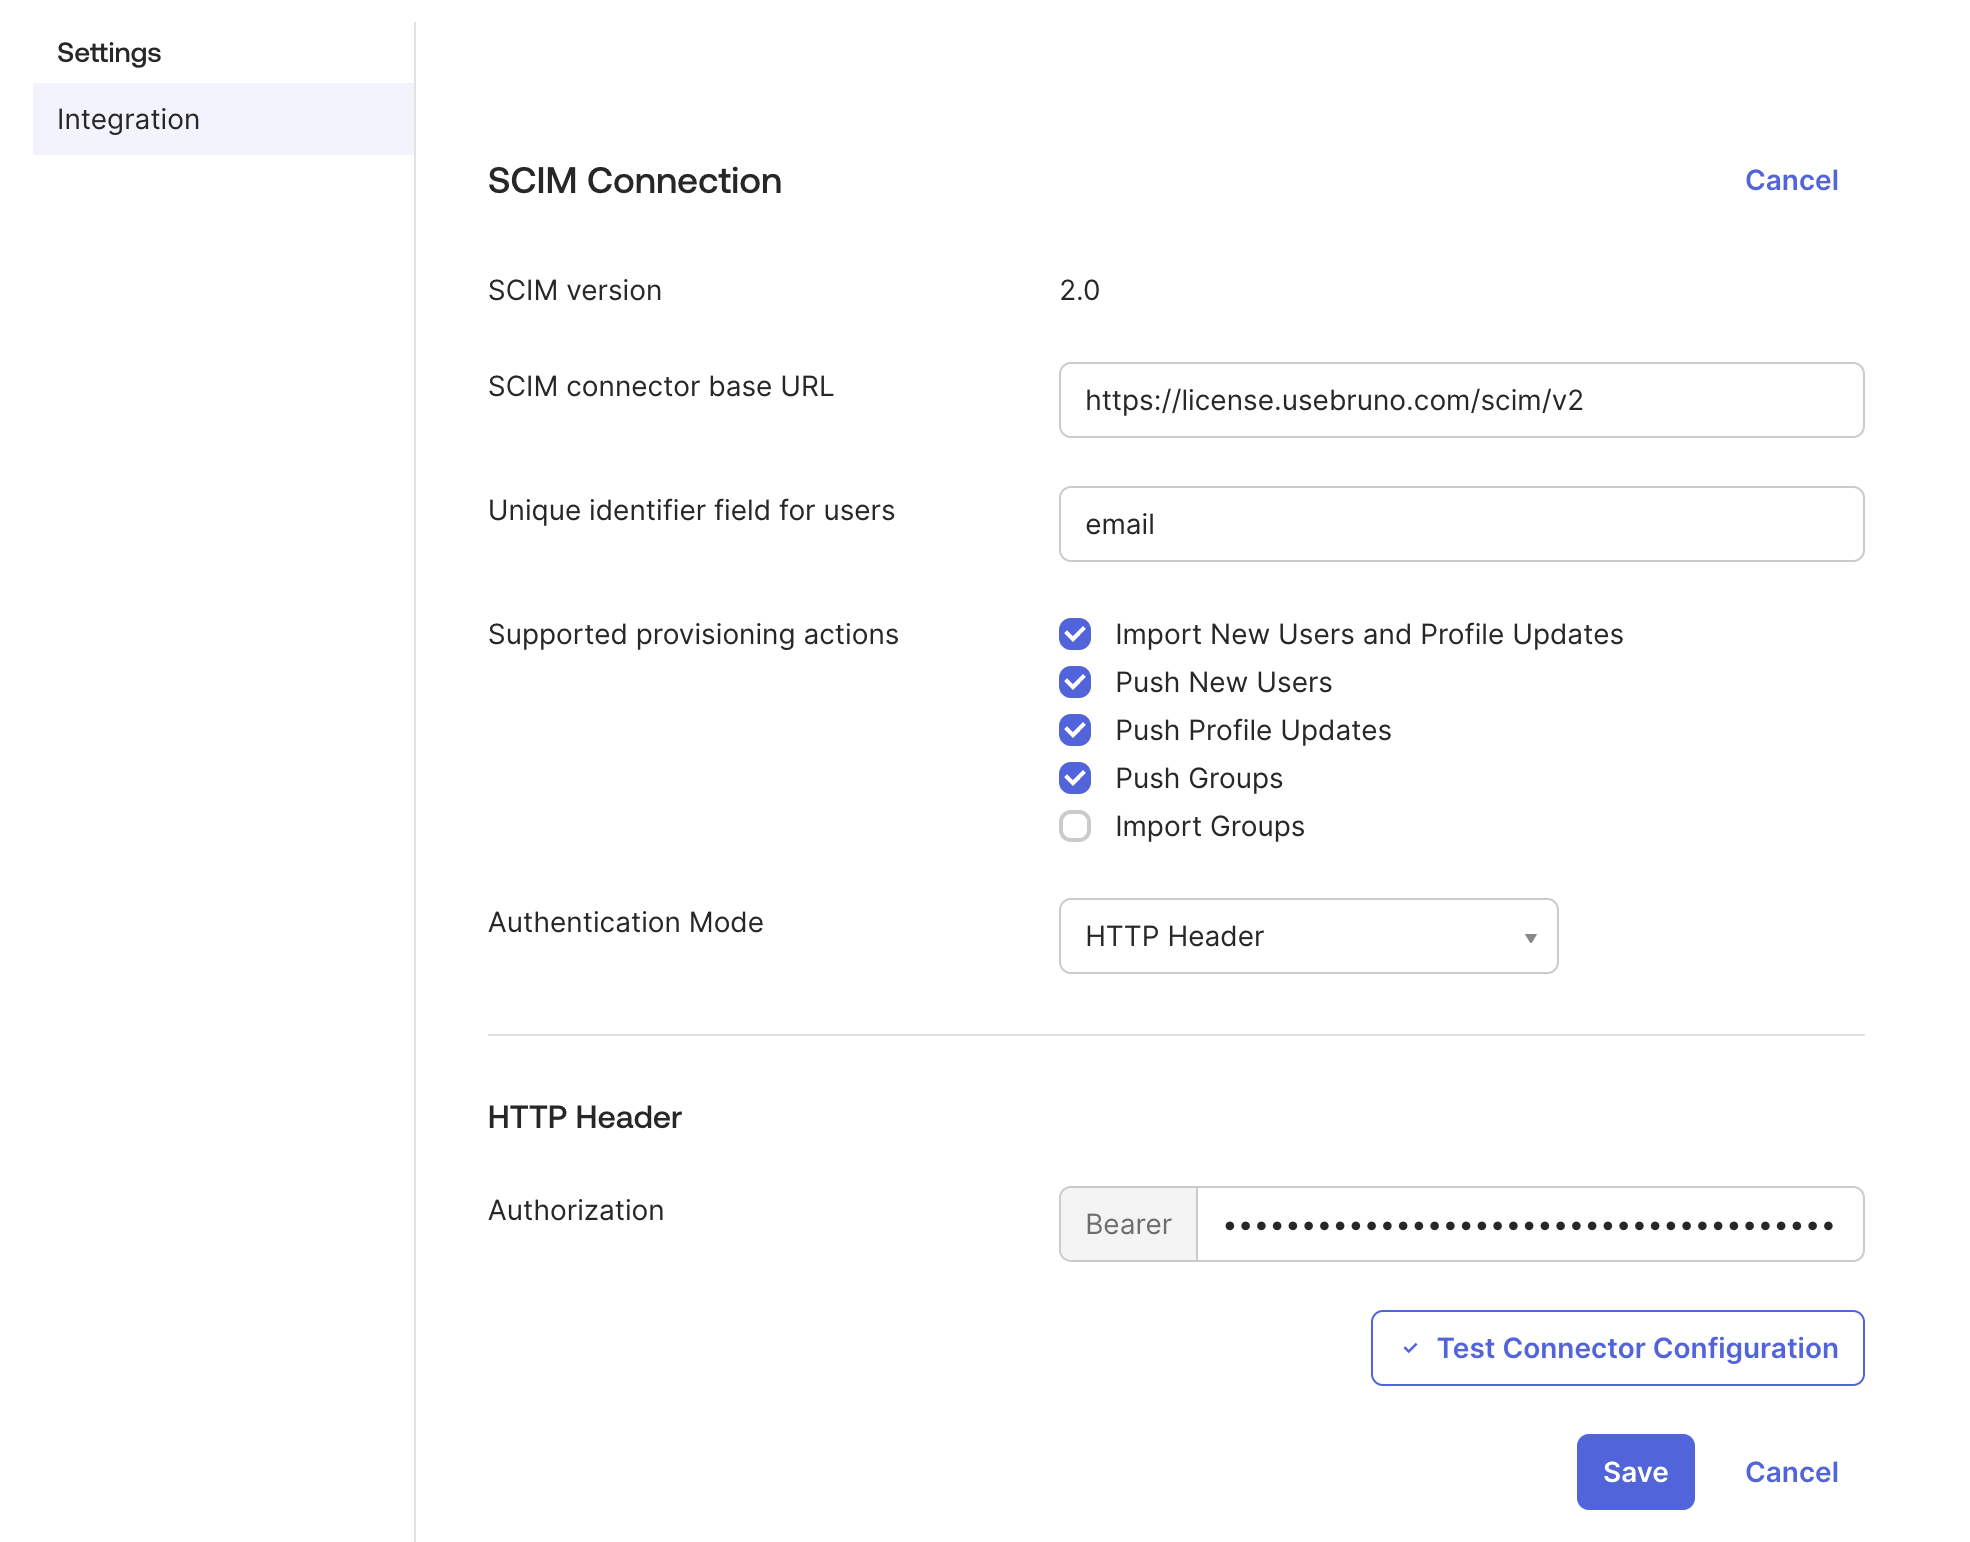 Settings
Integration
SCIM Connection
Cancel
SCIM version
2.0
SCIM connector base URL
https://license.usebruno.com/scim/v2
Unique identifier field for users
email
Supported provisioning actions
Import New Users and Profile Updates
Push New Users
Push Profile Updates
Push Groups
Import Groups
Authentication Mode
HTTP Header
HTTP Header
Authorization
Bearer
Test Connector Configuration
Save
Cancel